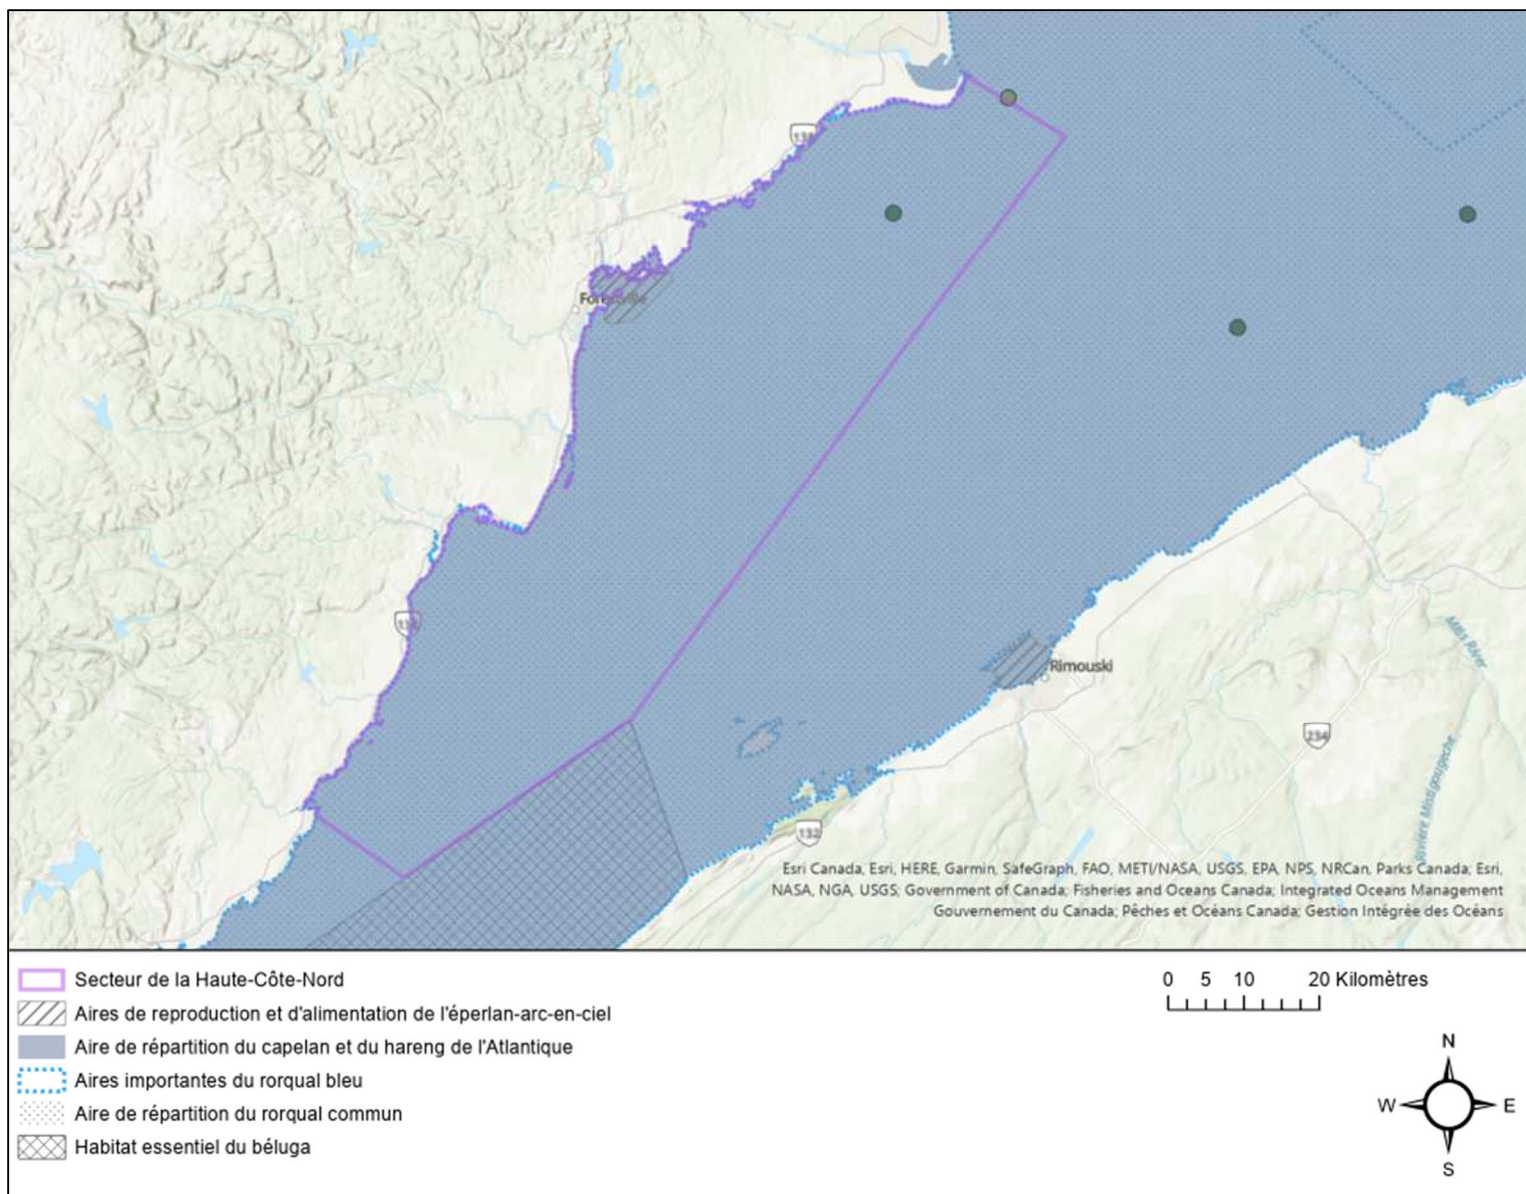 138
Forestville
138
Rimouski
Mitis River
234
Rivière Mistigougeche
132
Esri Canada, Esri, HERE, Garmin, SafeGraph, FAO, METI/NASA, USGS, EPA, NPS, NRCan, Parks Canada; Esri,
NASA, NGA, USGS; Government of Canada; Fisheries and Oceans Canada; Integrated Oceans Management
Gouvernement du Canada; Pêches et Océans Canada; Gestion Intégrée des Océans
Secteur de la Haute-Côte-Nord
Aires de reproduction et d'alimentation de l'éperlan-arc-en-ciel
Aire de répartition du capelan et du hareng de l'Atlantique
Aires importantes du rorqual bleu
Aire de répartition du rorqual commun
Habitat essentiel du béluga
0 5 10 20 Kilomètres
N
W E
S